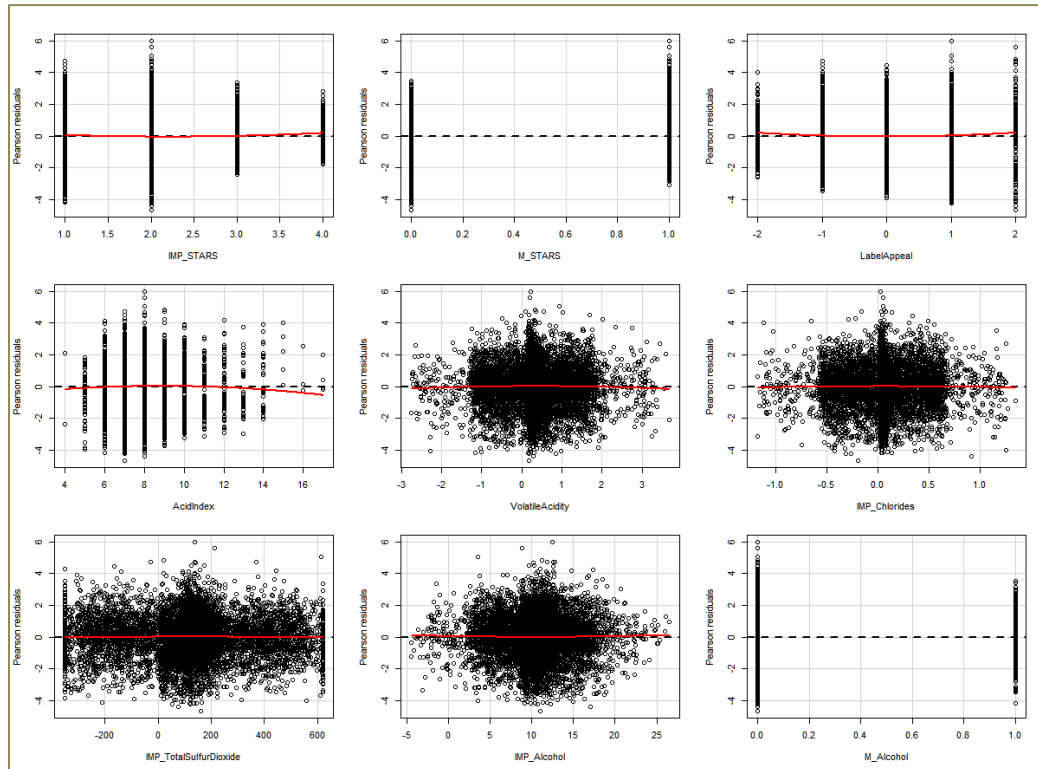 Pearson residuals
6
4
2
0
-2
-4
1.0 1.5 2.0 2.5 3.0 3.5 4.0
IMP_STARS
Pearson residuals
6
4
2
0
-2
-4
0.0 0.2 0.4 0.6 0.8 1.0
M_STARS
Pearson residuals
6
4
2
0
-2
-4
-2 -1 0 1 2
LabelAppeal
Pearson residuals
6
4
2
0
-2
-4
4 6 8 10 12 14 16
AcidIndex
Pearson residuals
6
4
2
0
-2
-4
-3 -2 -1 0 1 2 3
VolatileAcidity
Pearson residuals
6
4
2
0
-2
-4
-1.0 -0.5 0.0 0.5 1.0
IMP_Chlorides
Pearson residuals
6
4
2
0
-2
-4
-200 0 200 400 600
IMP_TotalSulfurDioxide
Pearson residuals
6
4
2
0
-2
-4
-5 0 5 10 15 20 25
IMP_Alcohol
Pearson residuals
6
4
2
0
-2
-4
0.0 0.2 0.4 0.6 0.8 1.0
M_Alcohol